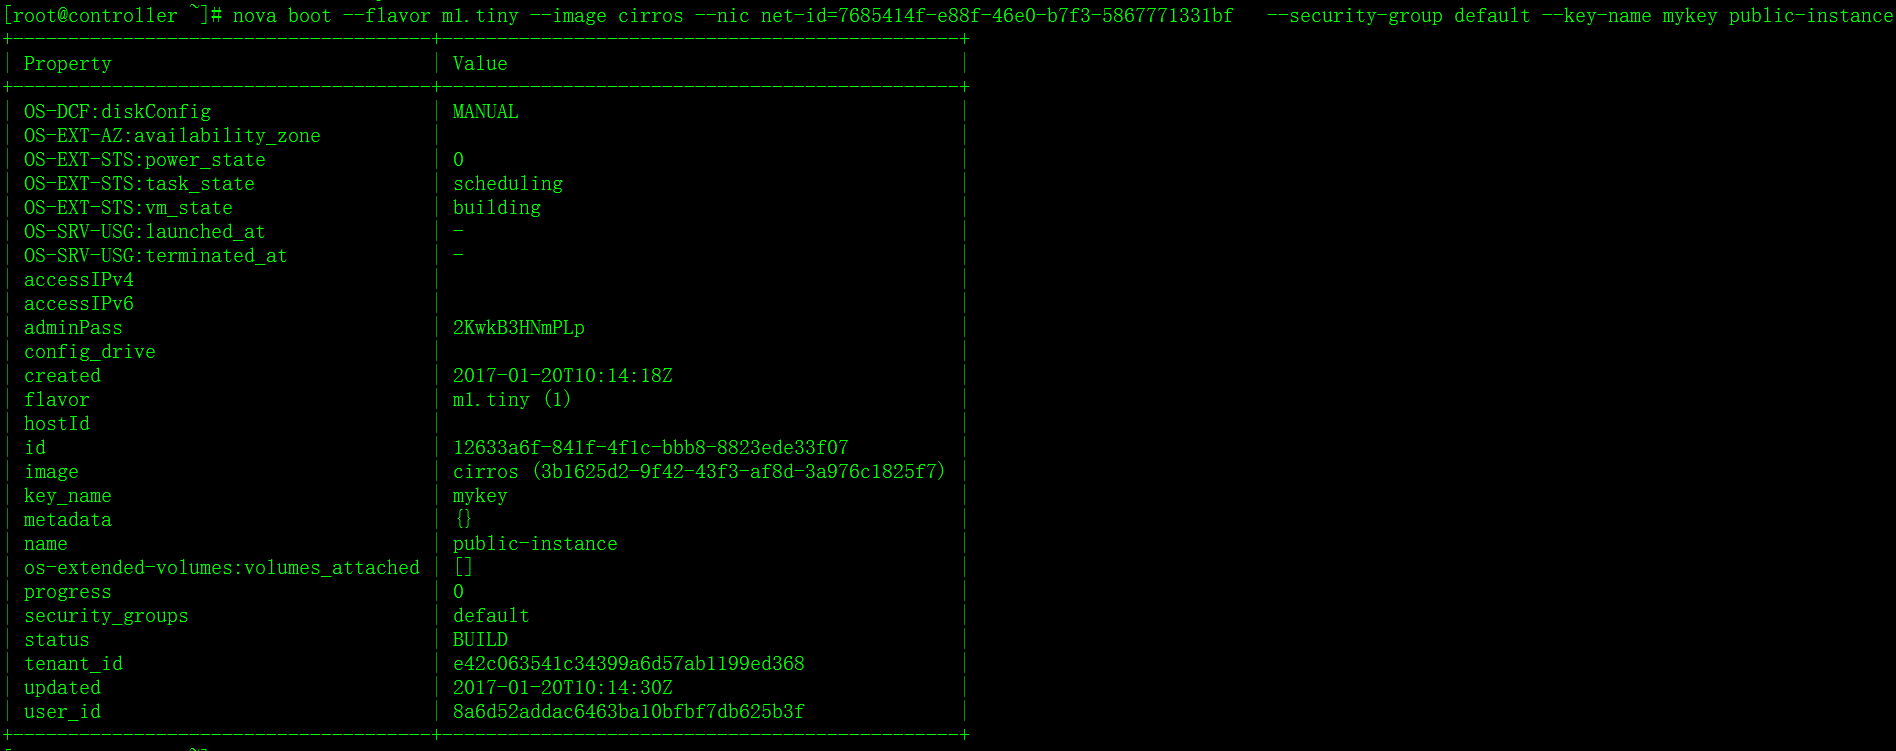 [root@controller ~]# nova boot --flavor m1.tiny --image cirros --nic net-id=7685414f-e88f-46e0-b7f3-5867771331bf   --security-group default --key-name mykey public-instance
+--------------------------------------+-----------------------------------------------+
| Property                             | Value                                         |
+--------------------------------------+-----------------------------------------------+
| OS-DCF:diskConfig                    | MANUAL                                        |
| OS-EXT-AZ:availability_zone          |                                               |
| OS-EXT-STS:power_state               | 0                                             |
| OS-EXT-STS:task_state                | scheduling                                    |
| OS-EXT-STS:vm_state                  | building                                      |
| OS-SRV-USG:launched_at               | -                                             |
| OS-SRV-USG:terminated_at             | -                                             |
| accessIPv4                           |                                               |
| accessIPv6                           |                                               |
| adminPass                            | 2KwkB3HNmPLp                                  |
| config_drive                         |                                               |
| created                              | 2017-01-20T10:14:18Z                          |
| flavor                               | m1.tiny (1)                                   |
| hostId                               |                                               |
| id                                   | 12633a6f-841f-4f1c-bbb8-8823ede33f07          |
| image                                | cirros (3b1625d2-9f42-43f3-af8d-3a976c1825f7) |
| key_name                             | mykey                                         |
| metadata                             | {}                                            |
| name                                 | public-instance                               |
| os-extended-volumes:volumes_attached | []                                            |
| progress                             | 0                                             |
| security_groups                      | default                                       |
| status                               | BUILD                                         |
| tenant_id                            | e42c063541c34399a6d57ab1199ed368              |
| updated                              | 2017-01-20T10:14:30Z                          |
| user_id                              | 8a6d52addac6463ba10bfbf7db625b3f              |
+--------------------------------------+-----------------------------------------------+